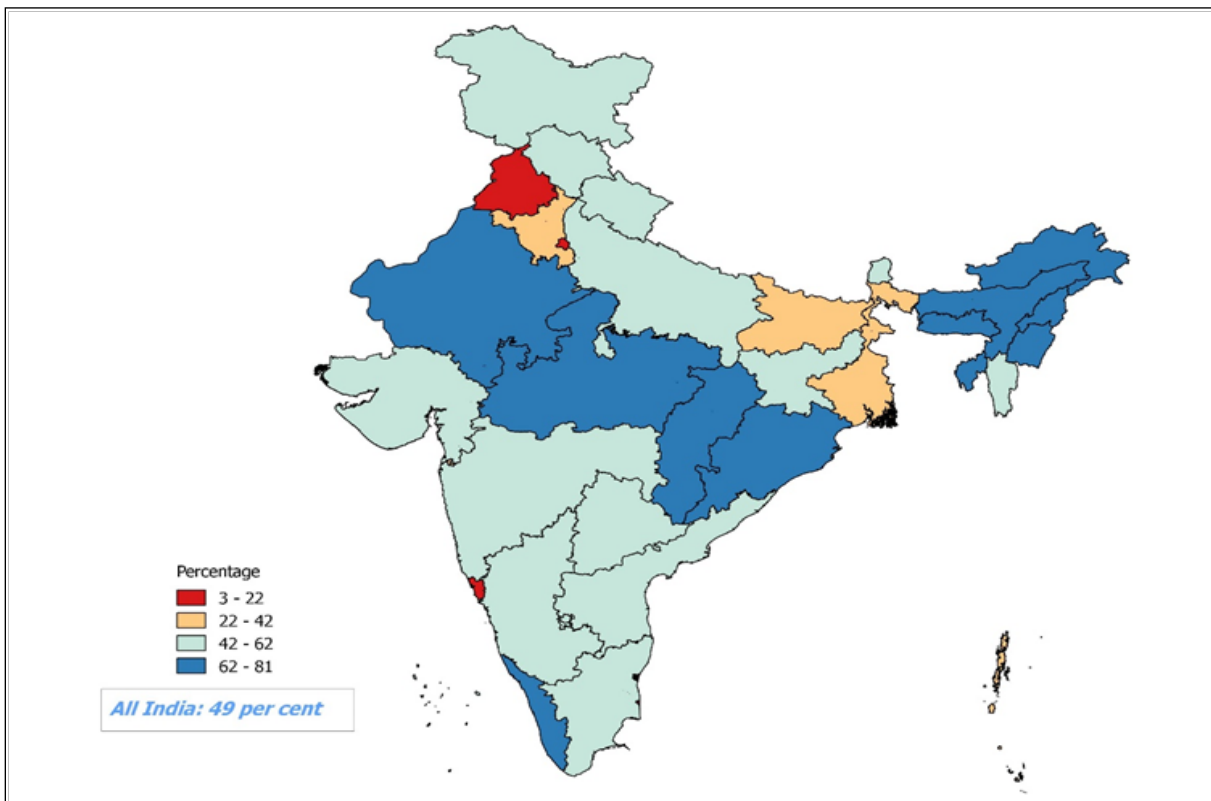 Percentage
3 - 22
22 - 42
42 - 62
62 - 81
All India: 49 per cent